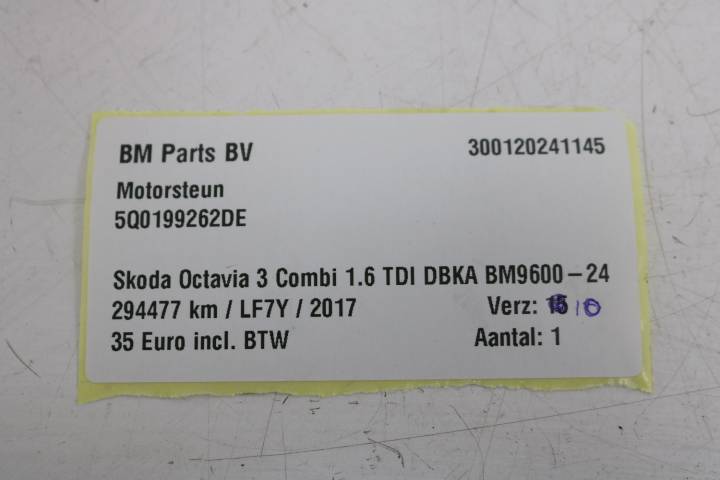 BM Parts BV 300120241145
Motorsteun
5Q0199262DE
Skoda Octavia 3 Combi 1.6 TDI DBKA BM9600-24
294477 km / LF7Y / 2017 Verz: 15 10
35 Euro incl. BTW Aantal: 1